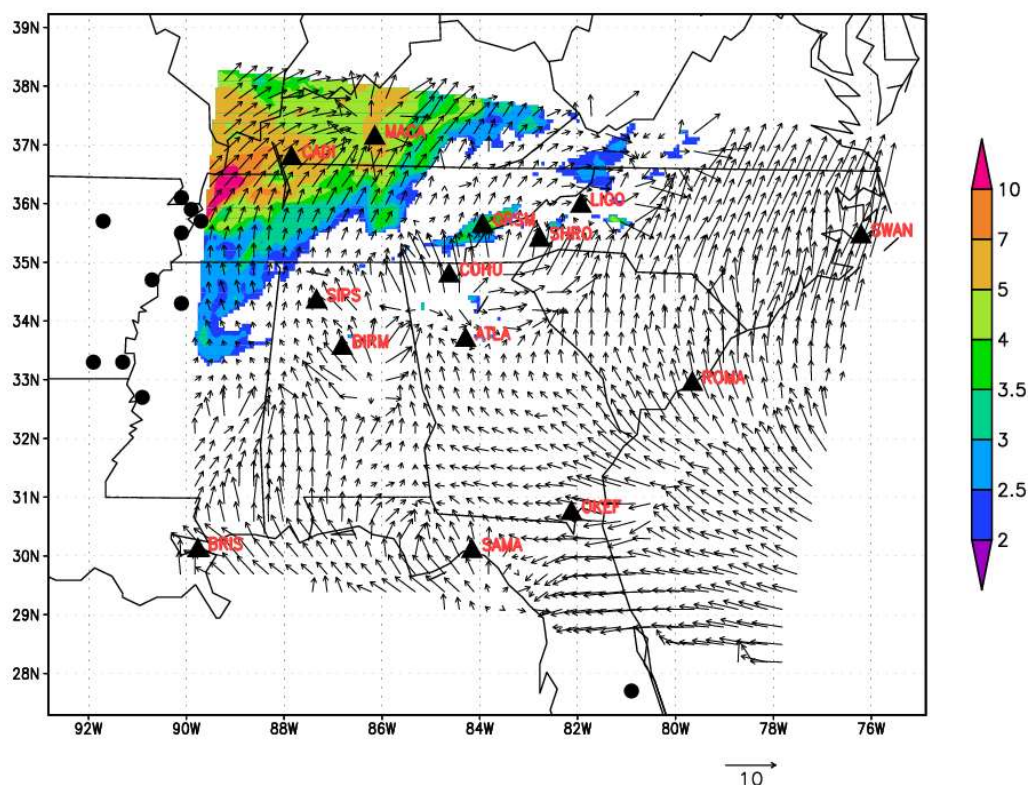 39N
38N
37N
36N
35N
34N
33N
32N
31N
30N
29N
28N
92W
90W
88W
86W
84W
82W
80W
78W
76W
MACA
CADI
LIGO
GRSM
SHRO
SWAN
COHU
SIPS
BIRM
ATLA
ROMA
OKEF
BRIS
SAMA
10
7
5
4
3.5
3
2.5
2
10